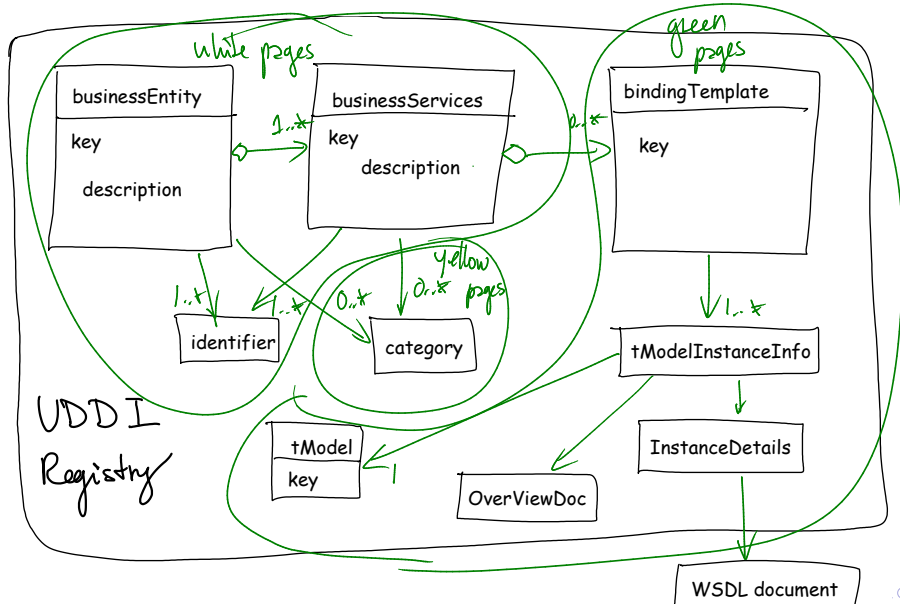 white pages
green
pages
businessEntity
key
description
1..*
businessServices
key
description
0..*
bindingTemplate
key
1..*
1..*
0..*
0..*
yellow
pages
1..*
identifier
category
tModelInstanceInfo
UDDI
Registry
tModel
key
1
OverViewDoc
InstanceDetails
WSDL document